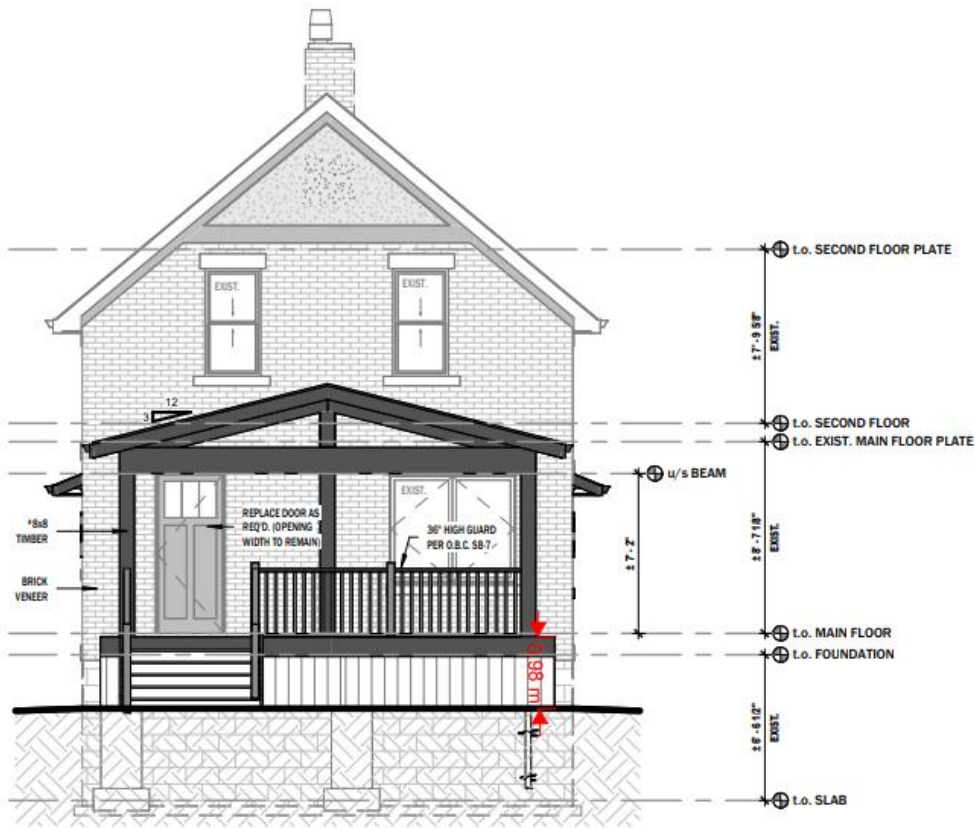 t.o. SECOND FLOOR PLATE
EXIST.
EXIST.
± 7' - 9 5/8"
EXIST.
12
3
t.o. SECOND FLOOR
t.o. EXIST. MAIN FLOOR PLATE
u/s BEAM
EXIST.
*8x8
TIMBER
REPLACE DOOR AS
REQ'D. (OPENING
WIDTH TO REMAIN)
36" HIGH GUARD
PER O.B.C. SB-7
± 7' - 2"
± 8' - 7 1/8"
EXIST.
BRICK
VENEER
t.o. MAIN FLOOR
t.o. FOUNDATION
0.98 m
± 6' - 6 1/2"
EXIST.
t.o. SLAB